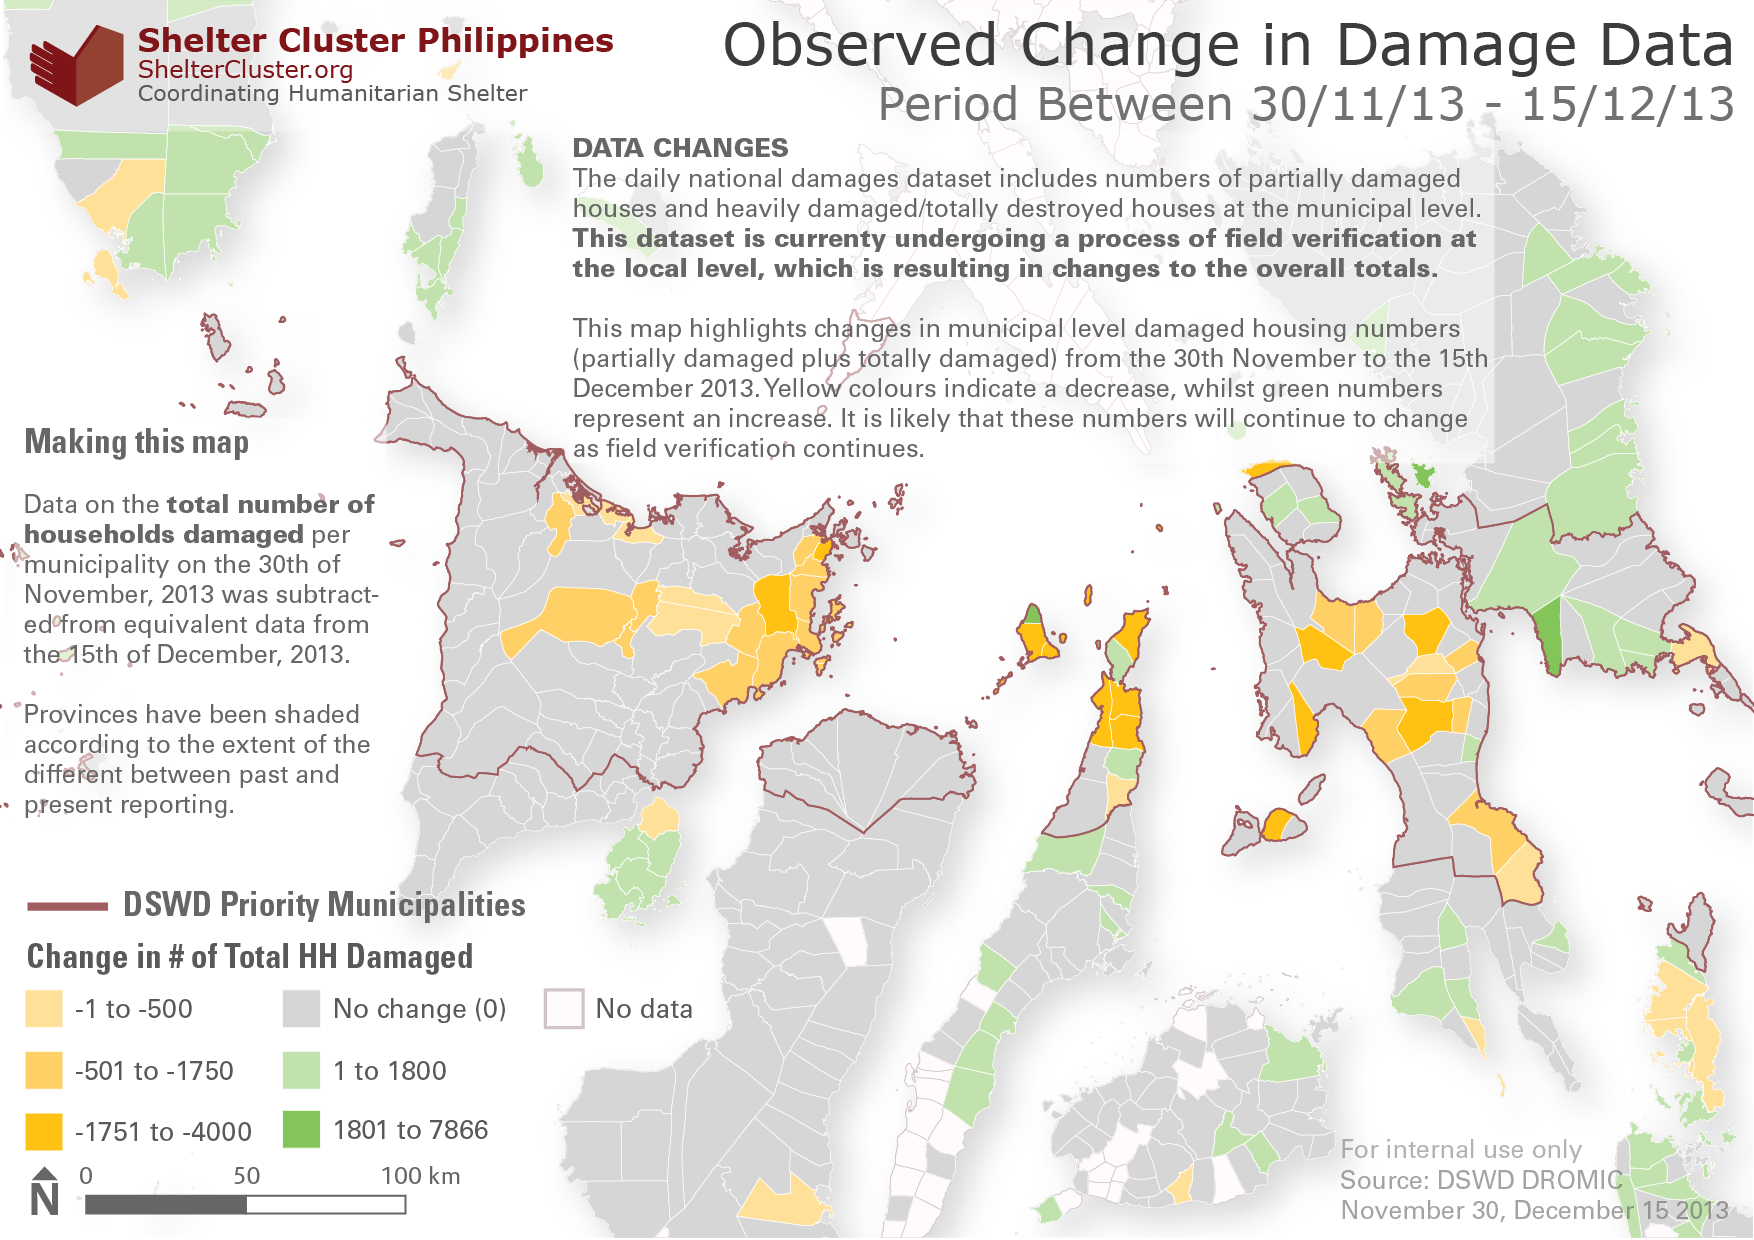 Shelter Cluster Philippines
ShelterCluster.org
Coordinating Humanitarian Shelter
Observed Change in Damage Data
Period Between 30/11/13 - 15/12/13
DATA CHANGES
The daily national damages dataset includes numbers of partially damaged
houses and heavily damaged/totally destroyed houses at the municipal level.
This dataset is currenty undergoing a process of field verification at
the local level, which is resulting in changes to the overall totals.
This map highlights changes in municipal level damaged housing numbers
(partially damaged plus totally damaged) from the 30th November to the 15th
December 2013. Yellow colours indicate a decrease, whilst green numbers
represent an increase. It is likely that these numbers will continue to change
as field verification continues.
Making this map
Data on the total number of
households damaged per
municipality on the 30th of
November, 2013 was subtract-
ed from equivalent data from
the 15th of December, 2013.
Provinces have been shaded
according to the extent of the
different between past and
present reporting.
DSWD Priority Municipalities
Change in # of Total HH Damaged
-1 to -500
No change (0)
No data
-501 to -1750
1 to 1800
-1751 to -4000
1801 to 7866
N
0 50 100 km
For internal use only
Source: DSWD DROMIC
November 30, December 15 2013